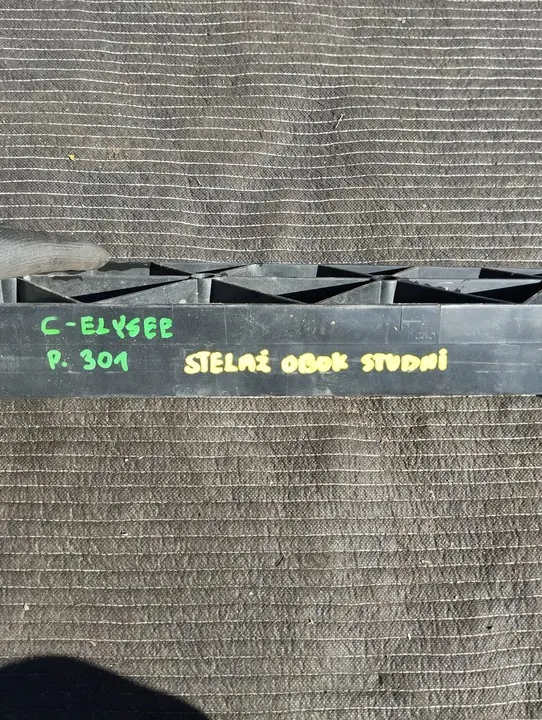 C-ELYSEE
P. 301 STELAŻ OBOK STUDNI